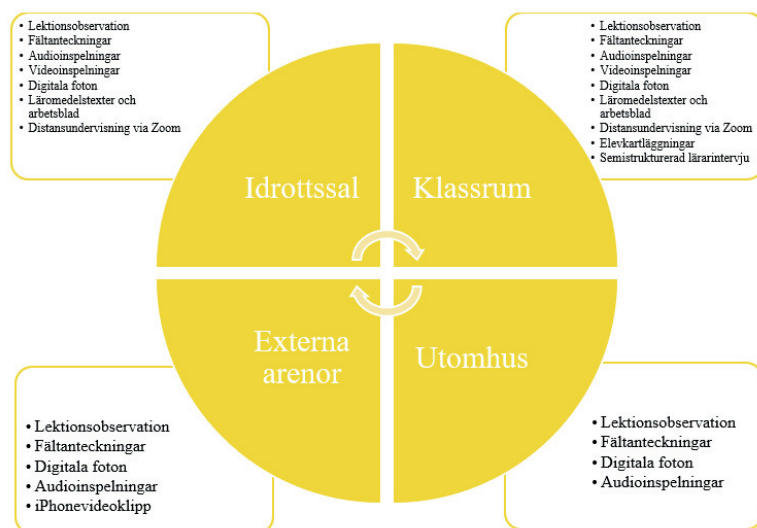 • Lektionsobservation
• Fältanteckningar
• Audioinspelningar
• Videoinspelningar
• Digitala foton
• Läromedelstexter och
arbetsblad
• Distansundervisning via Zoom
• Lektionsobservation
• Fältanteckningar
• Audioinspelningar
• Videoinspelningar
• Digitala foton
• Läromedelstexter och
arbetsblad
• Distansundervisning via Zoom
• Elevkartläggningar
• Semistrukturerad lärarintervju
Idrottssal
Klassrum
Externa
arenor
Utomhus
• Lektionsobservation
• Fältanteckningar
• Digitala foton
• Audioinspelningar
• iPhonevideoklipp
• Lektionsobservation
• Fältanteckningar
• Digitala foton
• Audioinspelningar